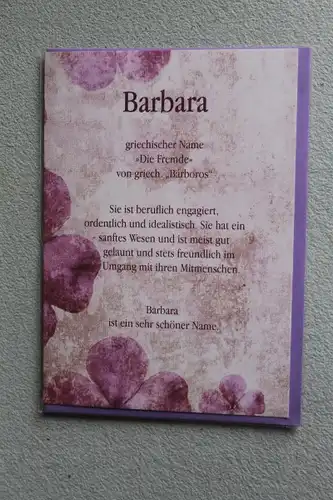 Barbara
griechischer Name
»Die Fremde«
von griech. „Bárboros"
Sie ist beruflich engagiert,
ordentlich und idealistisch. Sie hat ein
sanftes Wesen und ist meist gut
gelaunt und stets freundlich im
Umgang mit ihren Mitmenschen.
Barbara
ist ein sehr schöner Name.